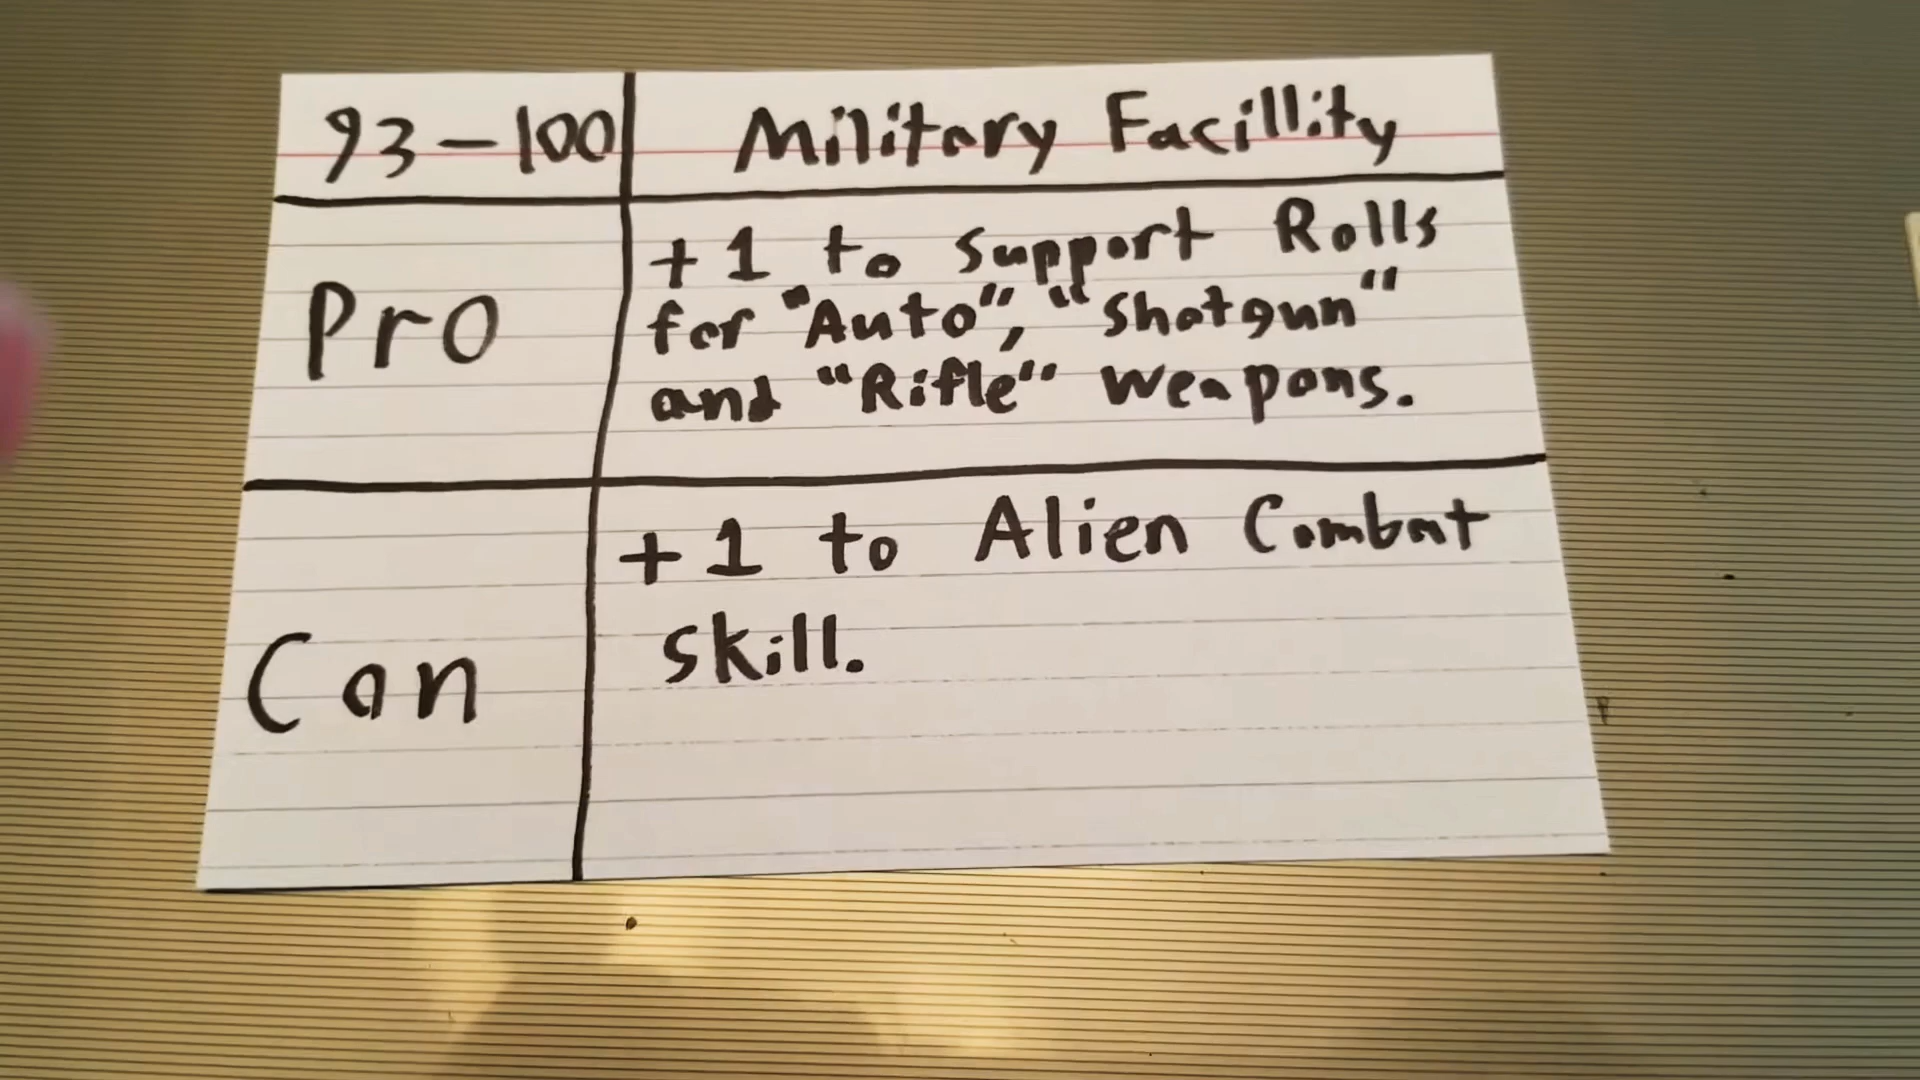 93-100 Military Facillity
Pro
+1 to support Rolls
for "Auto", "Shotgun"
and "Rifle" weapons.
Con
+1 to Alien Combat
skill.